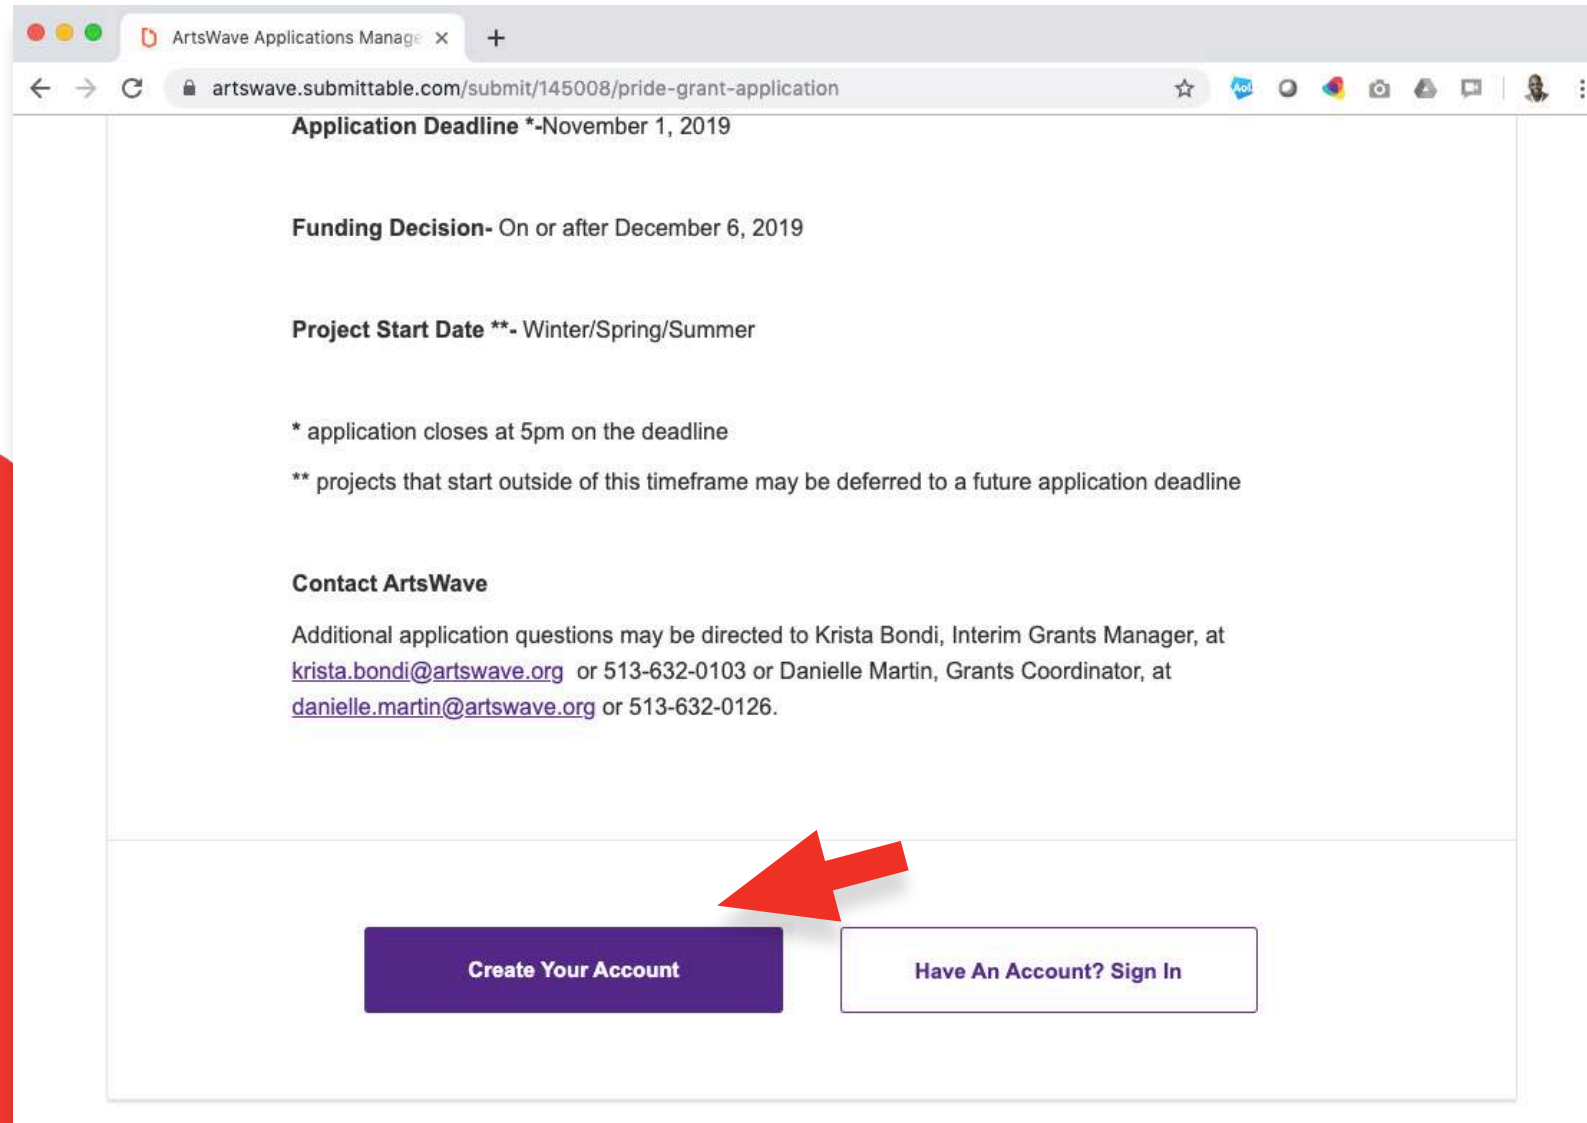 ArtsWave Applications Manage
artswave.submittable.com/submit/145008/pride-grant-application
Application Deadline *-November 1, 2019
Funding Decision- On or after December 6, 2019
Project Start Date **- Winter/Spring/Summer
* application closes at 5pm on the deadline
** projects that start outside of this timeframe may be deferred to a future application deadline
Contact ArtsWave
Additional application questions may be directed to Krista Bondi, Interim Grants Manager, at
krista.bondi@artswave.org or 513-632-0103 or Danielle Martin, Grants Coordinator, at
danielle.martin@artswave.org or 513-632-0126.
Create Your Account
Have An Account? Sign In